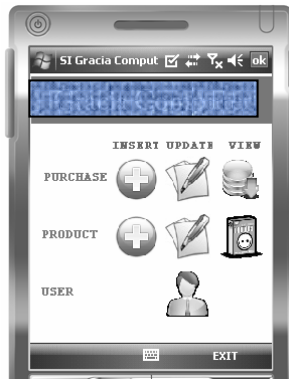 SI Gracia Comput ok
INSERT UPDATE VIEW
PURCHASE
PRODUCT
USER
EXIT